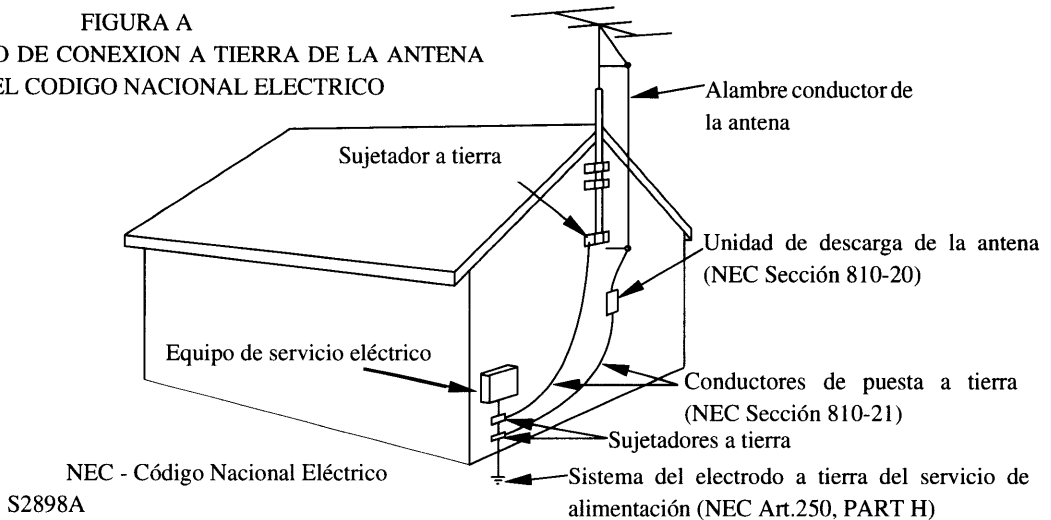 FIGURA A
O DE CONEXION A TIERRA DE LA ANTENA
EL CODIGO NACIONAL ELECTRICO
Alambre conductor de
la antena
Sujetador a tierra
Unidad de descarga de la antena
(NEC Sección 810-20)
Equipo de servicio eléctrico
Conductores de puesta a tierra
(NEC Sección 810-21)
Sujetadores a tierra
NEC - Código Nacional Eléctrico
Sistema del electrodo a tierra del servicio de
alimentación (NEC Art.250, PART H)
S2898A